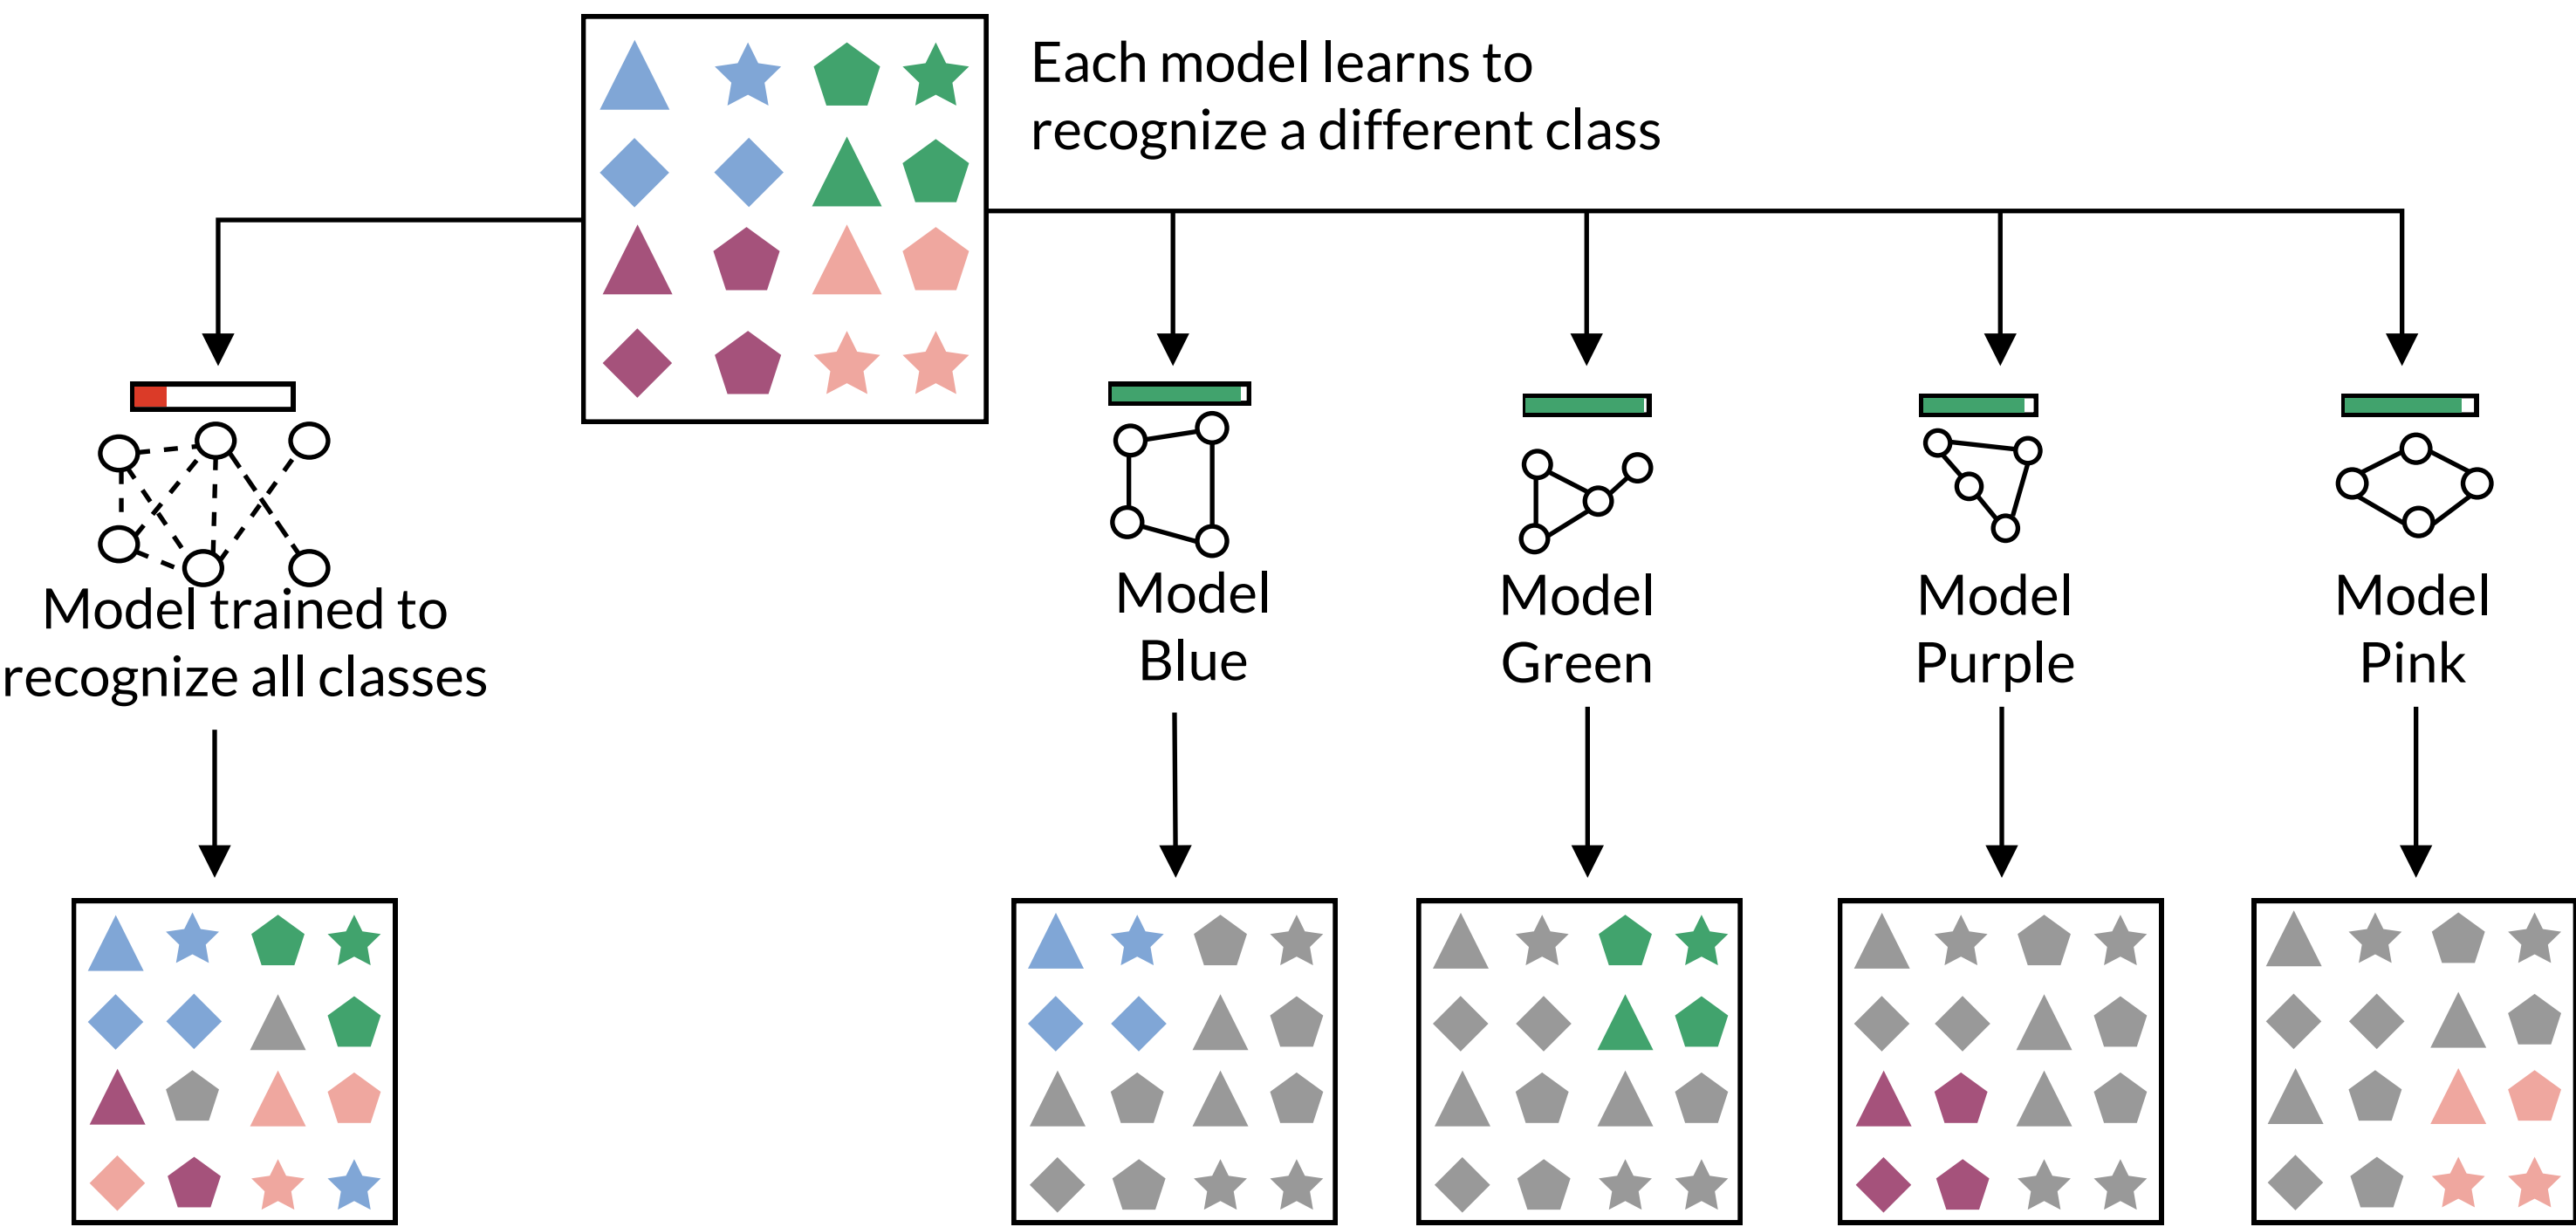 Each model learns to
recognize a different class
Model trained to
recognize all classes
Model
Blue
Model
Green
Model
Purple
Model
Pink